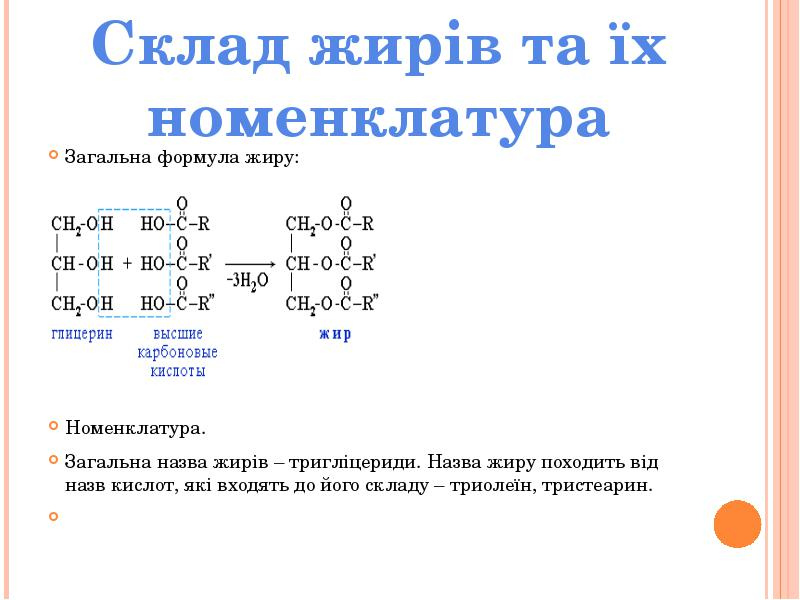 Склад жирів та їх
номенклатура
Загальна формула жиру:
O O
CH₂-OH HO-C-R CH₂-O-C-R
O O
CH-OH + HO-C-R' -3H₂O CH-O-C-R'
O O
CH₂-OH HO-C-R" CH₂-O-C-R"
глицерин высшие жир
карбоновые
кислоты
Номенклатура.
Загальна назва жирів – тригліцериди. Назва жиру походить від
назв кислот, які входять до його складу – триолеїн, тристеарин.